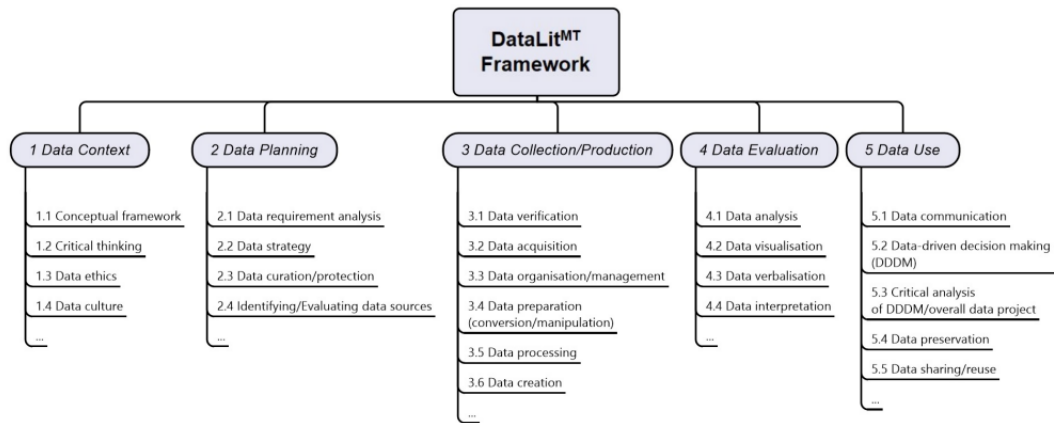 DataLitMT
Framework
1 Data Context
1.1 Conceptual framework
1.2 Critical thinking
1.3 Data ethics
1.4 Data culture
...
2 Data Planning
2.1 Data requirement analysis
2.2 Data strategy
2.3 Data curation/protection
2.4 Identifying/Evaluating data sources
...
3 Data Collection/Production
3.1 Data verification
3.2 Data acquisition
3.3 Data organisation/management
3.4 Data preparation
(conversion/manipulation)
3.5 Data processing
3.6 Data creation
...
4 Data Evaluation
4.1 Data analysis
4.2 Data visualisation
4.3 Data verbalisation
4.4 Data interpretation
...
5 Data Use
5.1 Data communication
5.2 Data-driven decision making
(DDDM)
5.3 Critical analysis
of DDDM/overall data project
5.4 Data preservation
5.5 Data sharing/reuse
...